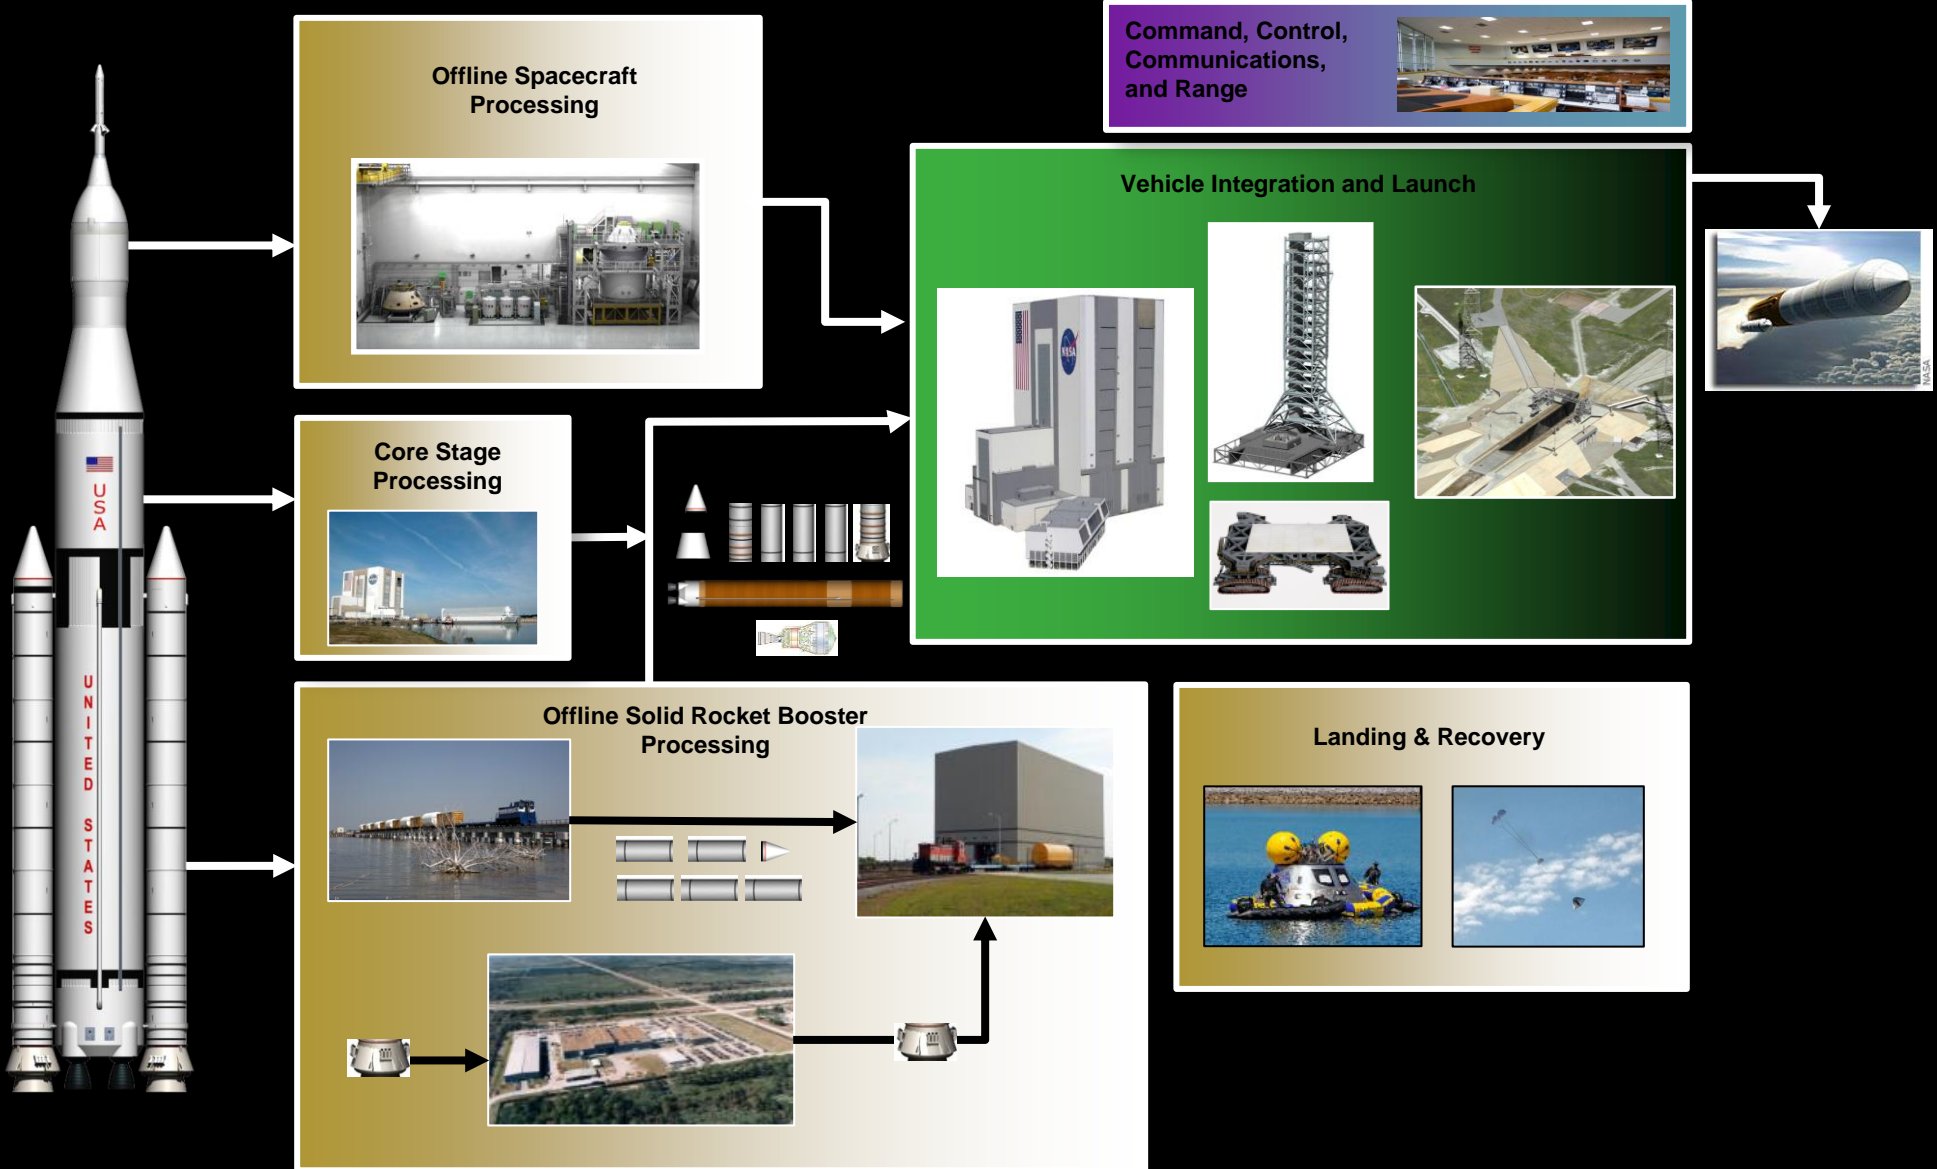 Offline Spacecraft
Processing
Command, Control,
Communications,
and Range
Vehicle Integration and Launch
NASA
NASA
Core Stage
Processing
USA
UNITED STATES
Offline Solid Rocket Booster
Processing
Landing & Recovery